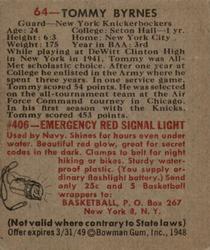 64—TOMMY BYRNES
Guard—New York Knickerbockers
Age: 24 College: Seton Hall—1 yr.
Height: 6:3 Home: New York City
Weight: 175 Year in BAA: 3rd
While playing at DeWitt Clinton High
in New York in 1941, Tommy was All-
Met scholastic choice. After one year at
College he enlisted in the Army where he
spent three years. In one service game,
Tommy scored 54 points. He was selected
on the all-tournament team at the Air
Force Command tourney in Chicago.
In his first season with the Knicks,
Tommy scored 453 points.
#406—EMERGENCY RED SIGNAL LIGHT
Used by Navy. Shines for hours even under
water. Beautiful red glow, great for secret
codes in the dark. Clamps to belt for night
hiking or bikes. Sturdy water-
proof plastic. (You supply or-
dinary flashlight battery.) Send
only 25¢ and 5 Basketball
wrappers to:
BASKETBALL, P. O. Box 267
New York 8, N. Y.
(Not valid where contrary to State laws)
Offer expires 3/31/49 ©Bowman Gum, Inc., 1948